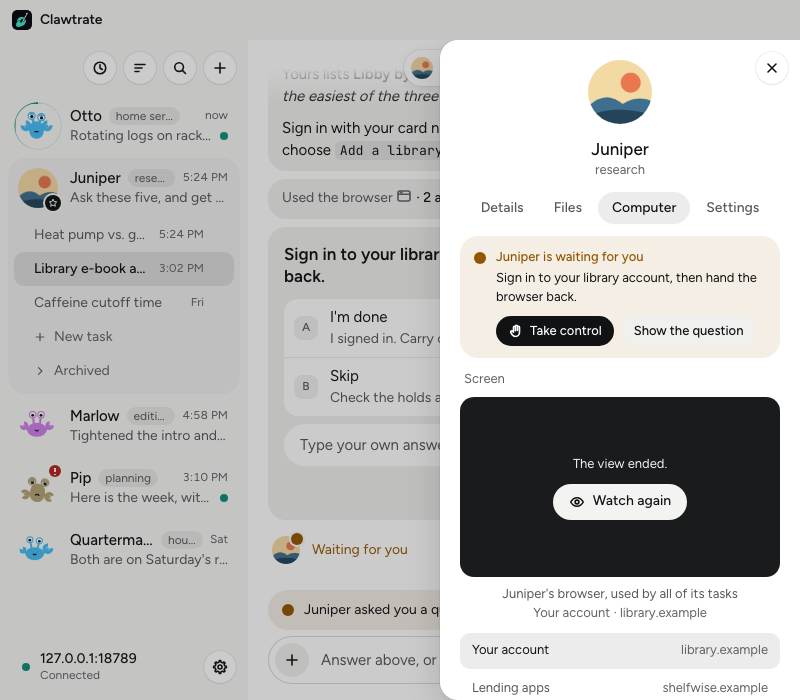 Clawtrate
Otto
home ser...
now
Rotating logs on rack...
Juniper
rese...
5:24 PM
Ask these five, and get ...
Heat pump vs. g...
5:24 PM
Library e-book a...
3:02 PM
Caffeine cutoff time
Fri
New task
Archived
Marlow
editi...
4:58 PM
Tightened the intro and...
Pip
planning
3:10 PM
Here is the week, wit...
Quarterma...
hou...
Sat
Both are on Saturday's r...
127.0.0.1:18789
Connected
Yours lists Libby by
the easiest of the three
Sign in with your card n
choose Add a library
Used the browser · 2 a
Sign in to your librar
back.
A
I'm done
I signed in. Carry o
B
Skip
Check the holds a
Type your own answe
Waiting for you
Juniper asked you a q
Answer above, or
Juniper
research
Details
Files
Computer
Settings
Juniper is waiting for you
Sign in to your library account, then hand the
browser back.
Take control
Show the question
Screen
The view ended.
Watch again
Juniper's browser, used by all of its tasks
Your account · library.example
Your account
library.example
Lending apps
shelfwise.example